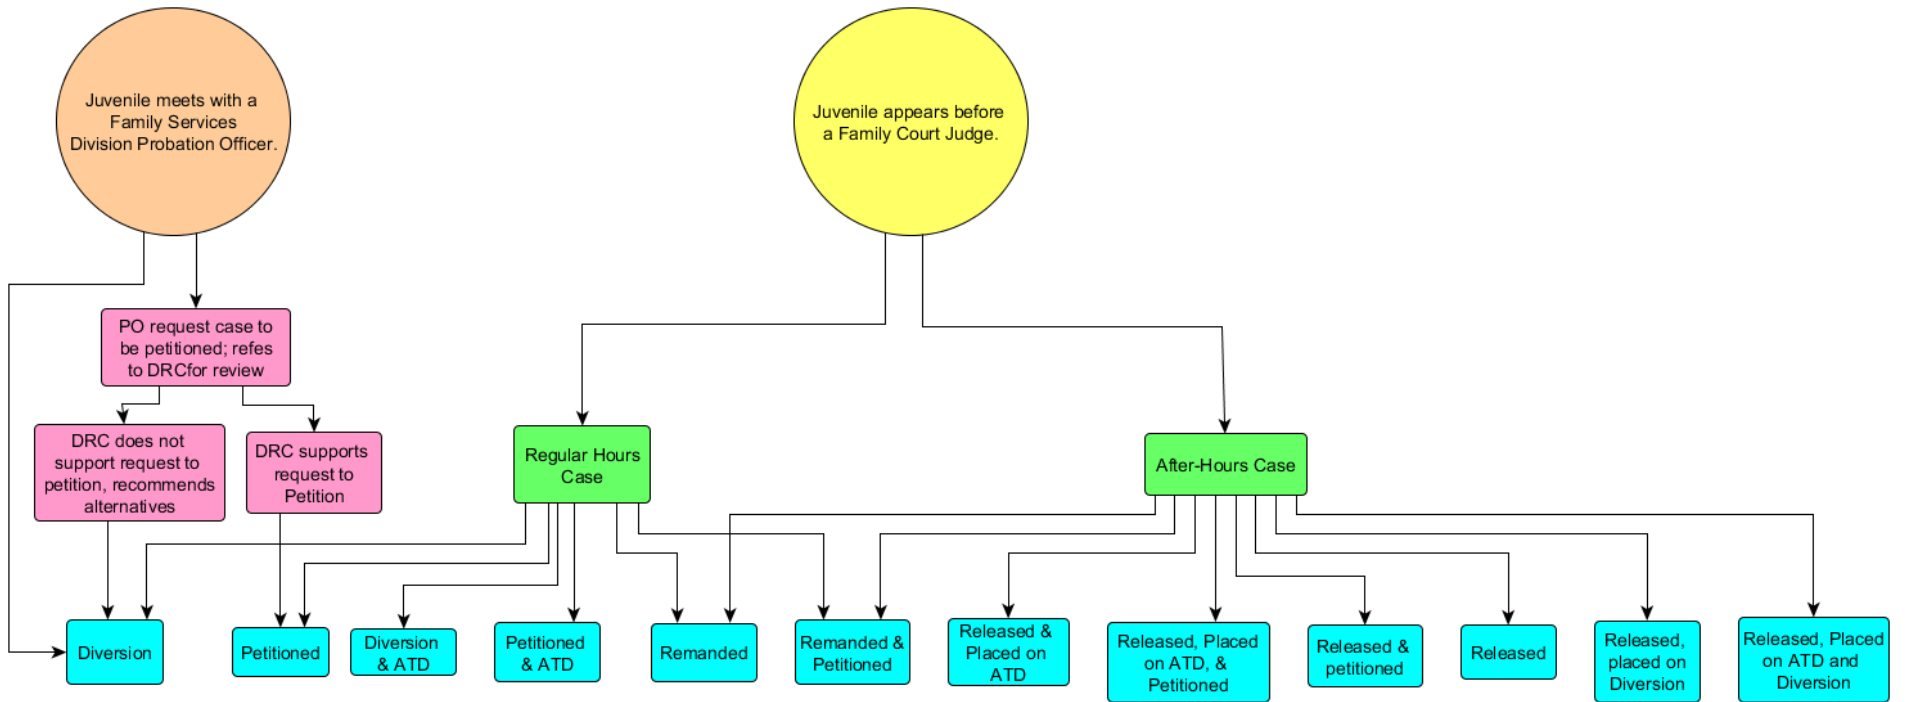 Juvenile meets with a
Family Services
Division Probation Officer.
Juvenile appears before
a Family Court Judge.
PO request case to
be petitioned; refes
to DRCfor review
DRC does not
support request to
petition, recommends
alternatives
DRC supports
request to
Petition
Regular Hours
Case
After-Hours Case
Diversion
Petitioned
Diversion
& ATD
Petitioned
& ATD
Remanded
Remanded &
Petitioned
Released &
Placed on
ATD
Released, Placed
on ATD, &
Petitioned
Released &
petitioned
Released
Released,
placed on
Diversion
Released, Placed
on ATD and
Diversion